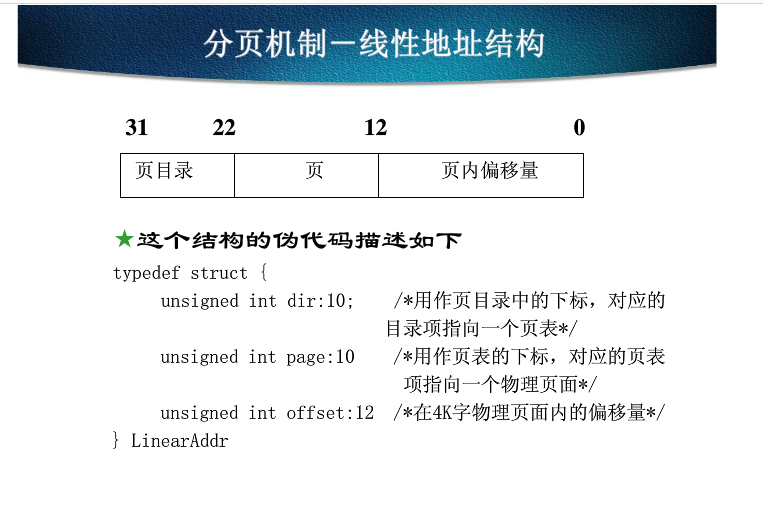 分页机制－线性地址结构
31 22 12 0
页目录 页 页内偏移量
★这个结构的伪代码描述如下
typedef struct {
unsigned int dir:10; /*用作页目录中的下标，对应的
目录项指向一个页表*/
unsigned int page:10 /*用作页表的下标，对应的页表
项指向一个物理页面*/
unsigned int offset:12 /*在4K字物理页面内的偏移量*/
} LinearAddr